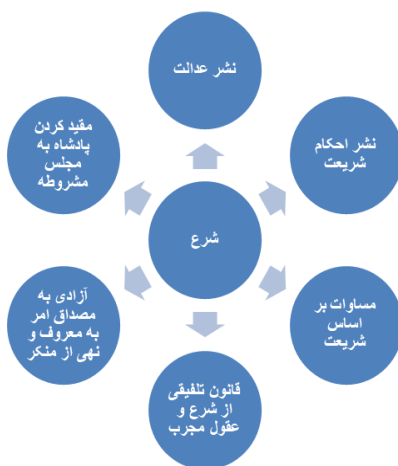 نشر عدالت
نشر احکام
شریعت
مساوات بر
اساس
شریعت
قانون تلفیقی
از شرع و
عقول مجرب
آزادی به
مصداق امر
به معروف و
نهی از منکر
مقید کردن
پادشاه به
مجلس
مشروطه
شرع